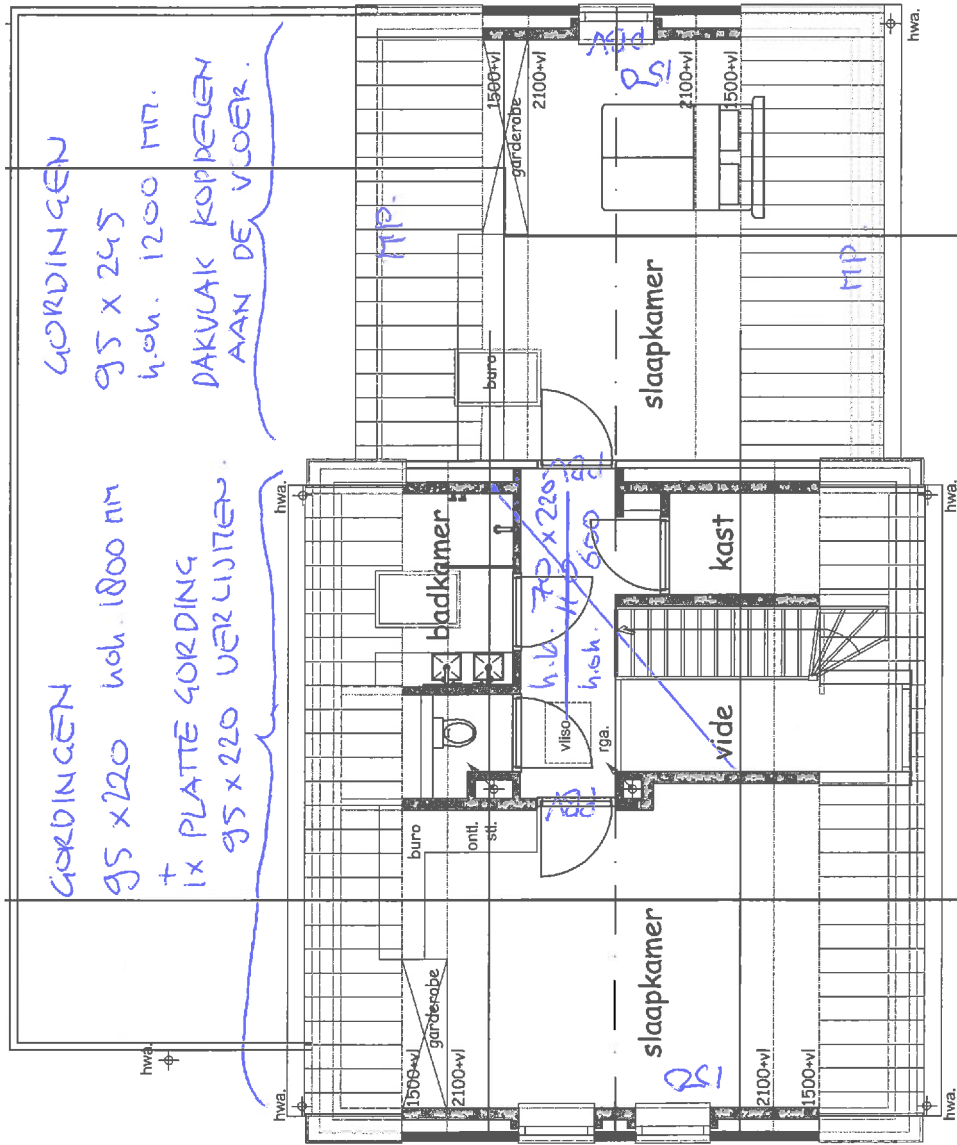 GORDINGEN
95 x 220 hoh. 1800 mm
+
1x PLATTE GORDING
95 x 220 VERLIJMEN
GORDINGEN
95 x 245
h.oh. 1200 mm.
DAKVLAK KOPPELEN
AAN DE VLOER.
hwa.
hwa.
hwa.
hwa.
MP.
1500+vl
2100+vl
garderobe
buro
ontl.
stl.
badkamer
buro
1500+vl
2100+vl
garderobe
h.b. 70 x 220
h.oh. 600
vliso
rga.
slaapkamer
vide
kast
slaapkamer
2100+vl
1500+vl
2100+vl
1500+vl
MP
hwa.
hwa.
hwa.